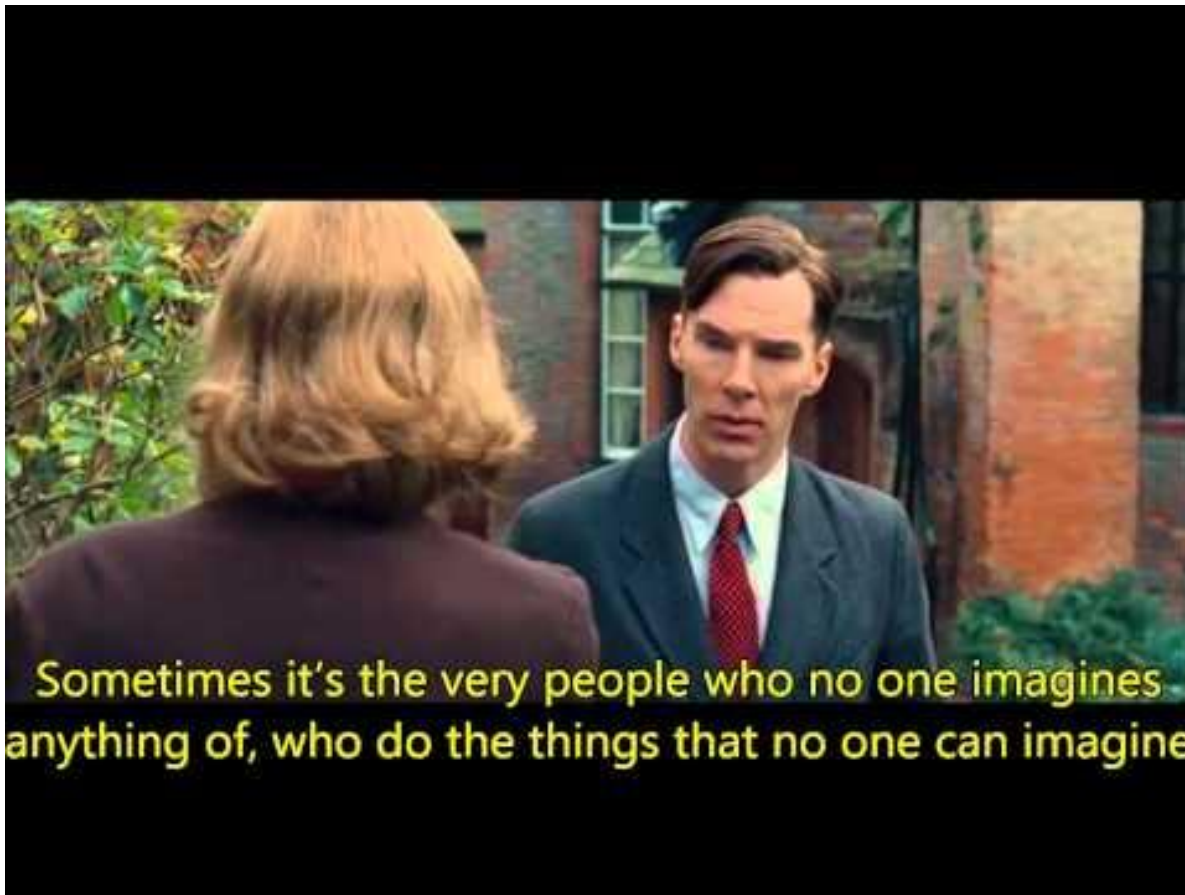 Sometimes it's the very people who no one imagines
anything of, who do the things that no one can imagine